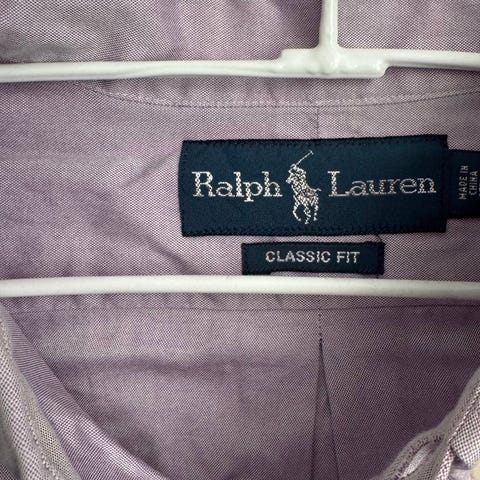 Ralph Lauren
CLASSIC FIT
MADE IN
CHINA